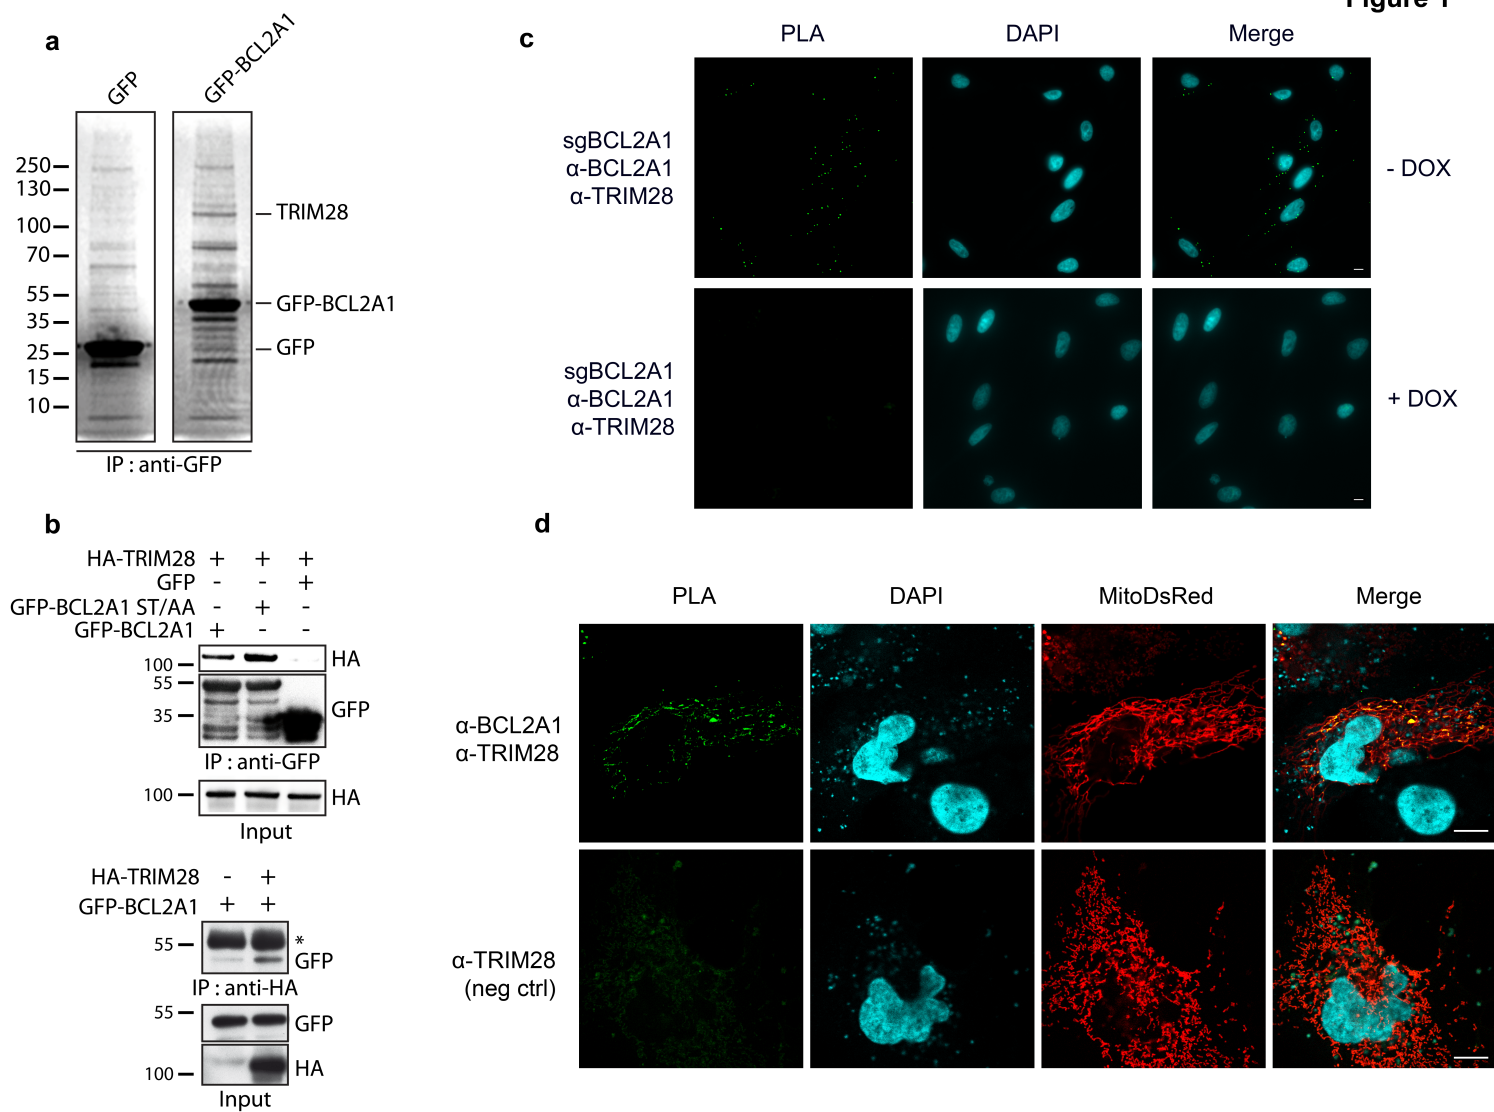 Figure 1
a
GFP
GFP-BCL2A1
250
130
100
70
55
35
25
15
10
TRIM28
GFP-BCL2A1
GFP
IP : anti-GFP
b
HA-TRIM28 + + +
GFP - - +
GFP-BCL2A1 ST/AA - + -
GFP-BCL2A1 + - -
100
HA
55
35
GFP
IP : anti-GFP
100
HA
Input
HA-TRIM28 - +
GFP-BCL2A1 + +
55
*
GFP
IP : anti-HA
55
GFP
100
HA
Input
c
PLA DAPI Merge
sgBCL2A1
α-BCL2A1
α-TRIM28
- DOX
sgBCL2A1
α-BCL2A1
α-TRIM28
+ DOX
d
PLA DAPI MitoDsRed Merge
α-BCL2A1
α-TRIM28
α-TRIM28
(neg ctrl)